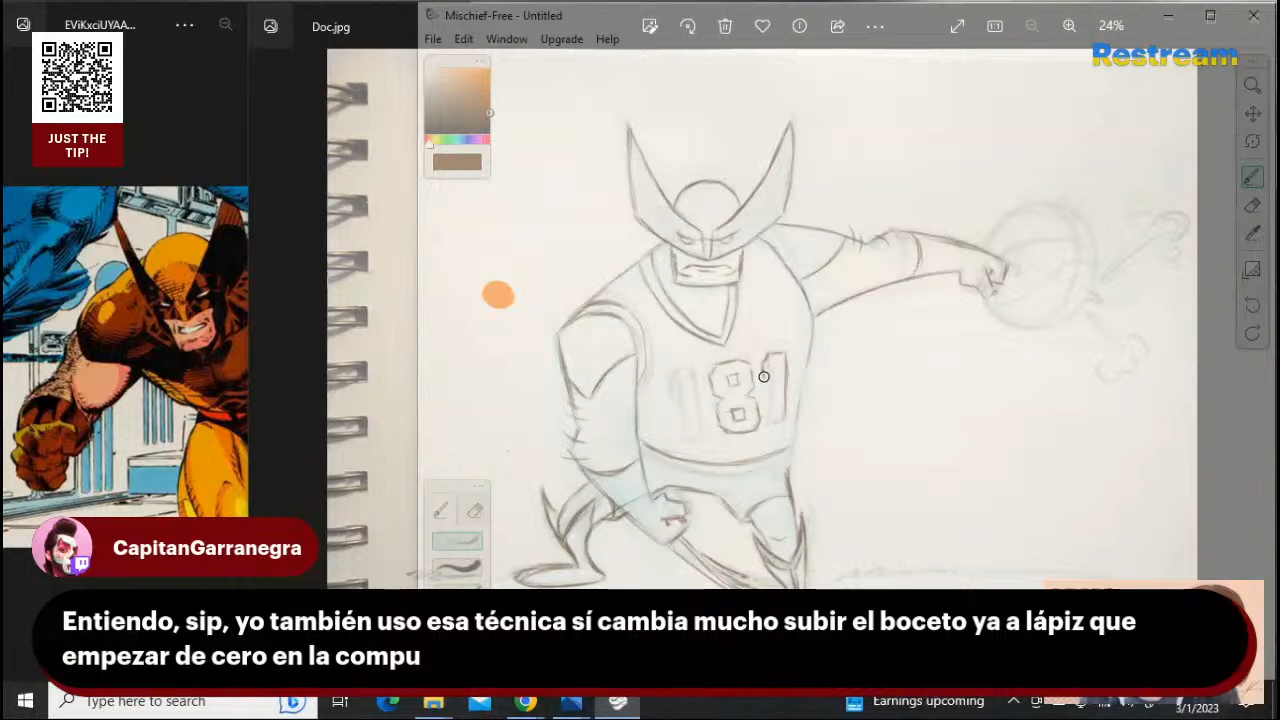 EViKxciUYAA...
Doc.jpg
Mischief-Free - Untitled
24%
File Edit Window Upgrade Help
Restream
JUST THE
TIP!
81
CapitanGarranegra
Entiendo, sip, yo también uso esa técnica sí cambia mucho subir el boceto ya a lápiz que
empezar de cero en la compu
Type here to search
Earnings upcoming
3/1/2023